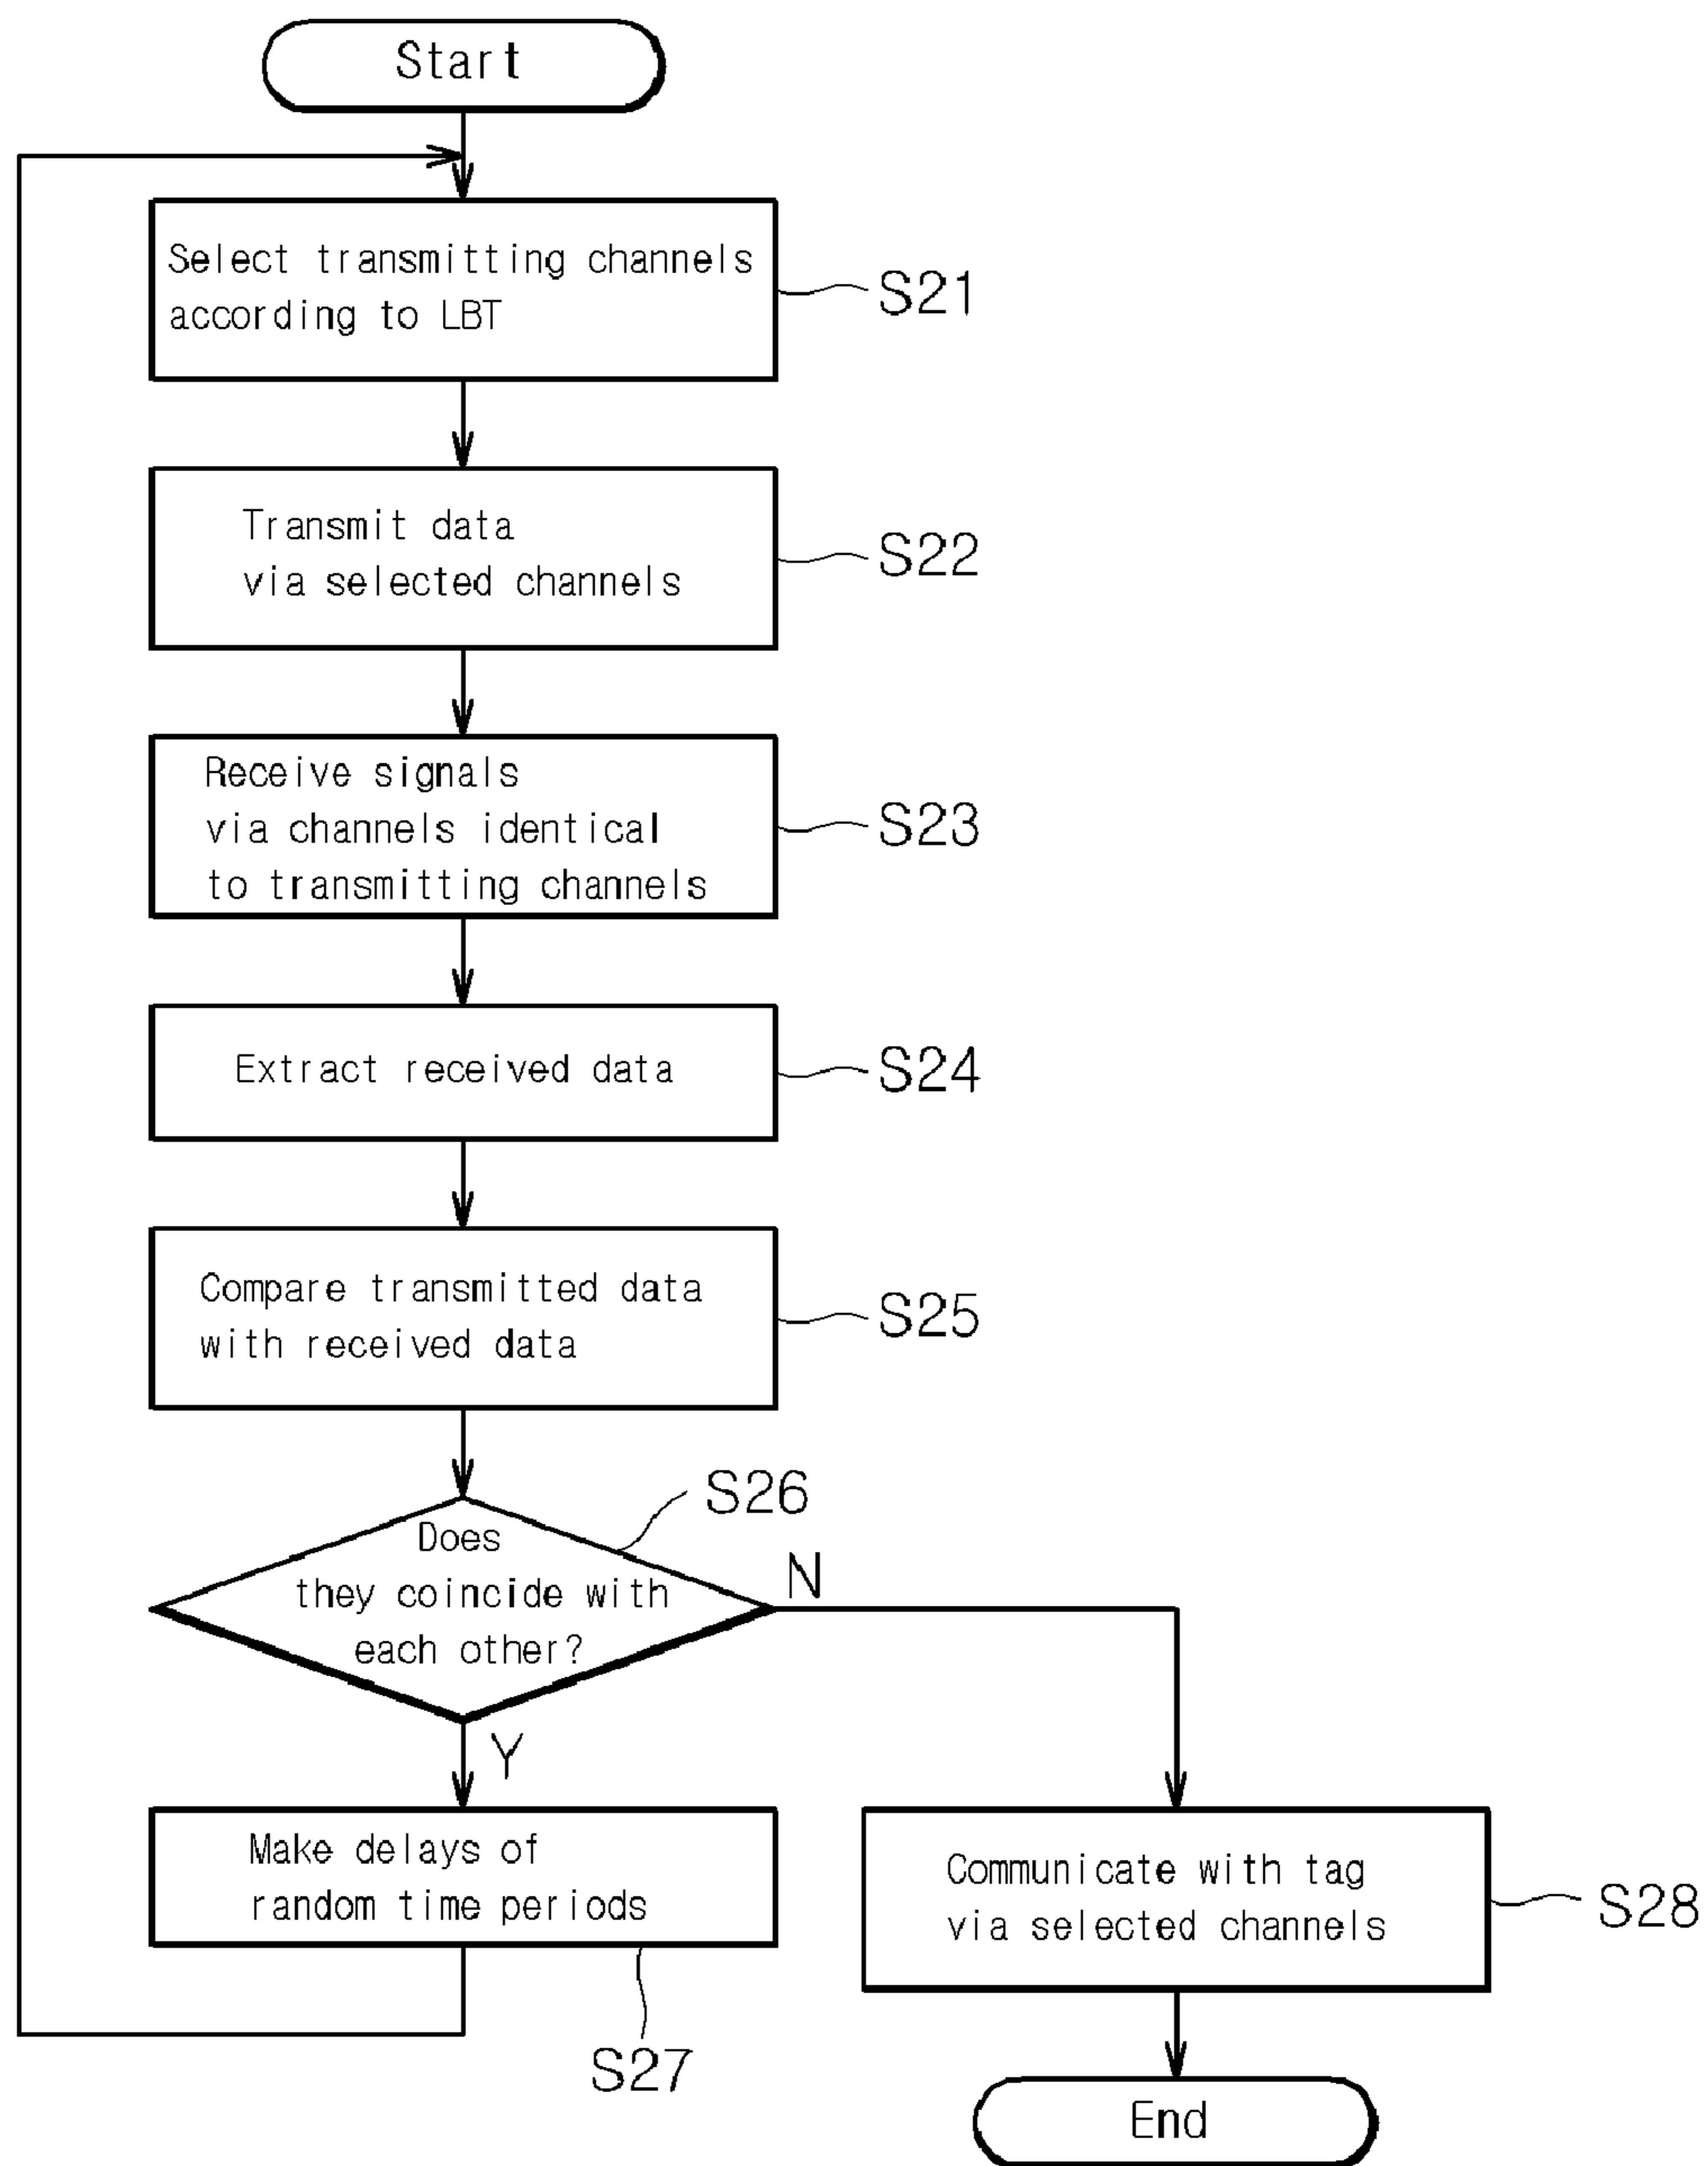 Start
Select transmitting channels
according to LBT
S21
Transmit data
via selected channels
S22
Receive signals
via channels identical
to transmitting channels
S23
Extract received data
S24
Compare transmitted data
with received data
S25
S26
Does
they coincide with
each other?
N
Y
Make delays of
random time periods
S27
Communicate with tag
via selected channels
S28
End